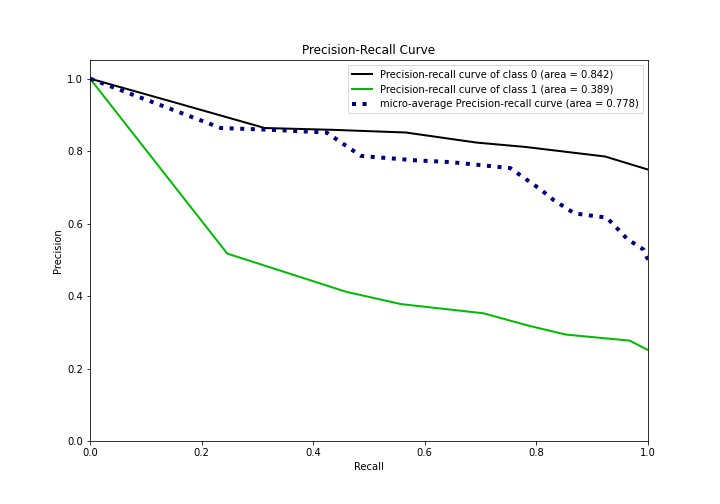 Precision-Recall Curve
Precision-recall curve of class 0 (area = 0.842)
Precision-recall curve of class 1 (area = 0.389)
micro-average Precision-recall curve (area = 0.778)
Precision
1.0
0.8
0.6
0.4
0.2
0.0
0.0 0.2 0.4 0.6 0.8 1.0
Recall